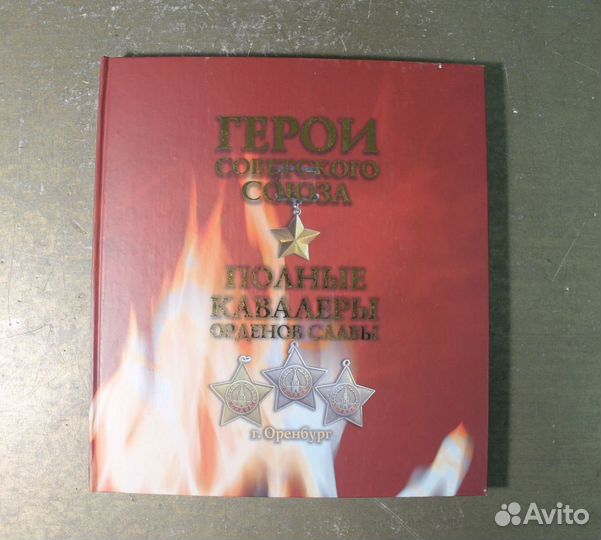 ГЕРОИ
СОВЕТСКОГО
СОЮЗА
ПОЛНЫЕ
КАВАЛЕРЫ
ОРДЕНОВ СЛАВЫ
г. Оренбург
Avito